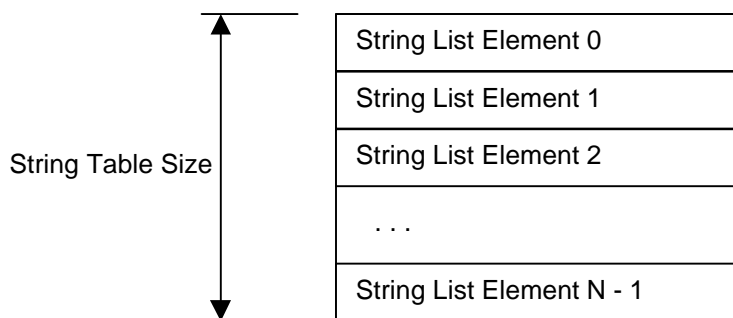 String List Element 0
String List Element 1
String List Element 2
String Table Size
. . .
String List Element N - 1